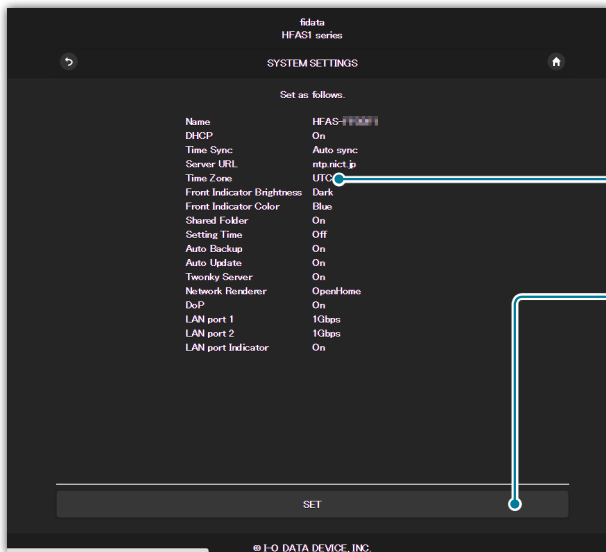 fidata
HFAS1 series
SYSTEM SETTINGS
Set as follows.
Name HFAS-
DHCP On
Time Sync Auto sync
Server URL ntp.nict.jp
Time Zone UTC
Front Indicator Brightness Dark
Front Indicator Color Blue
Shared Folder On
Setting Time Off
Auto Backup On
Auto Update On
Twonky Server On
Network Renderer OpenHome
DoP On
LAN port 1 1Gbps
LAN port 2 1Gbps
LAN port Indicator On
SET
© I-O DATA DEVICE, INC.